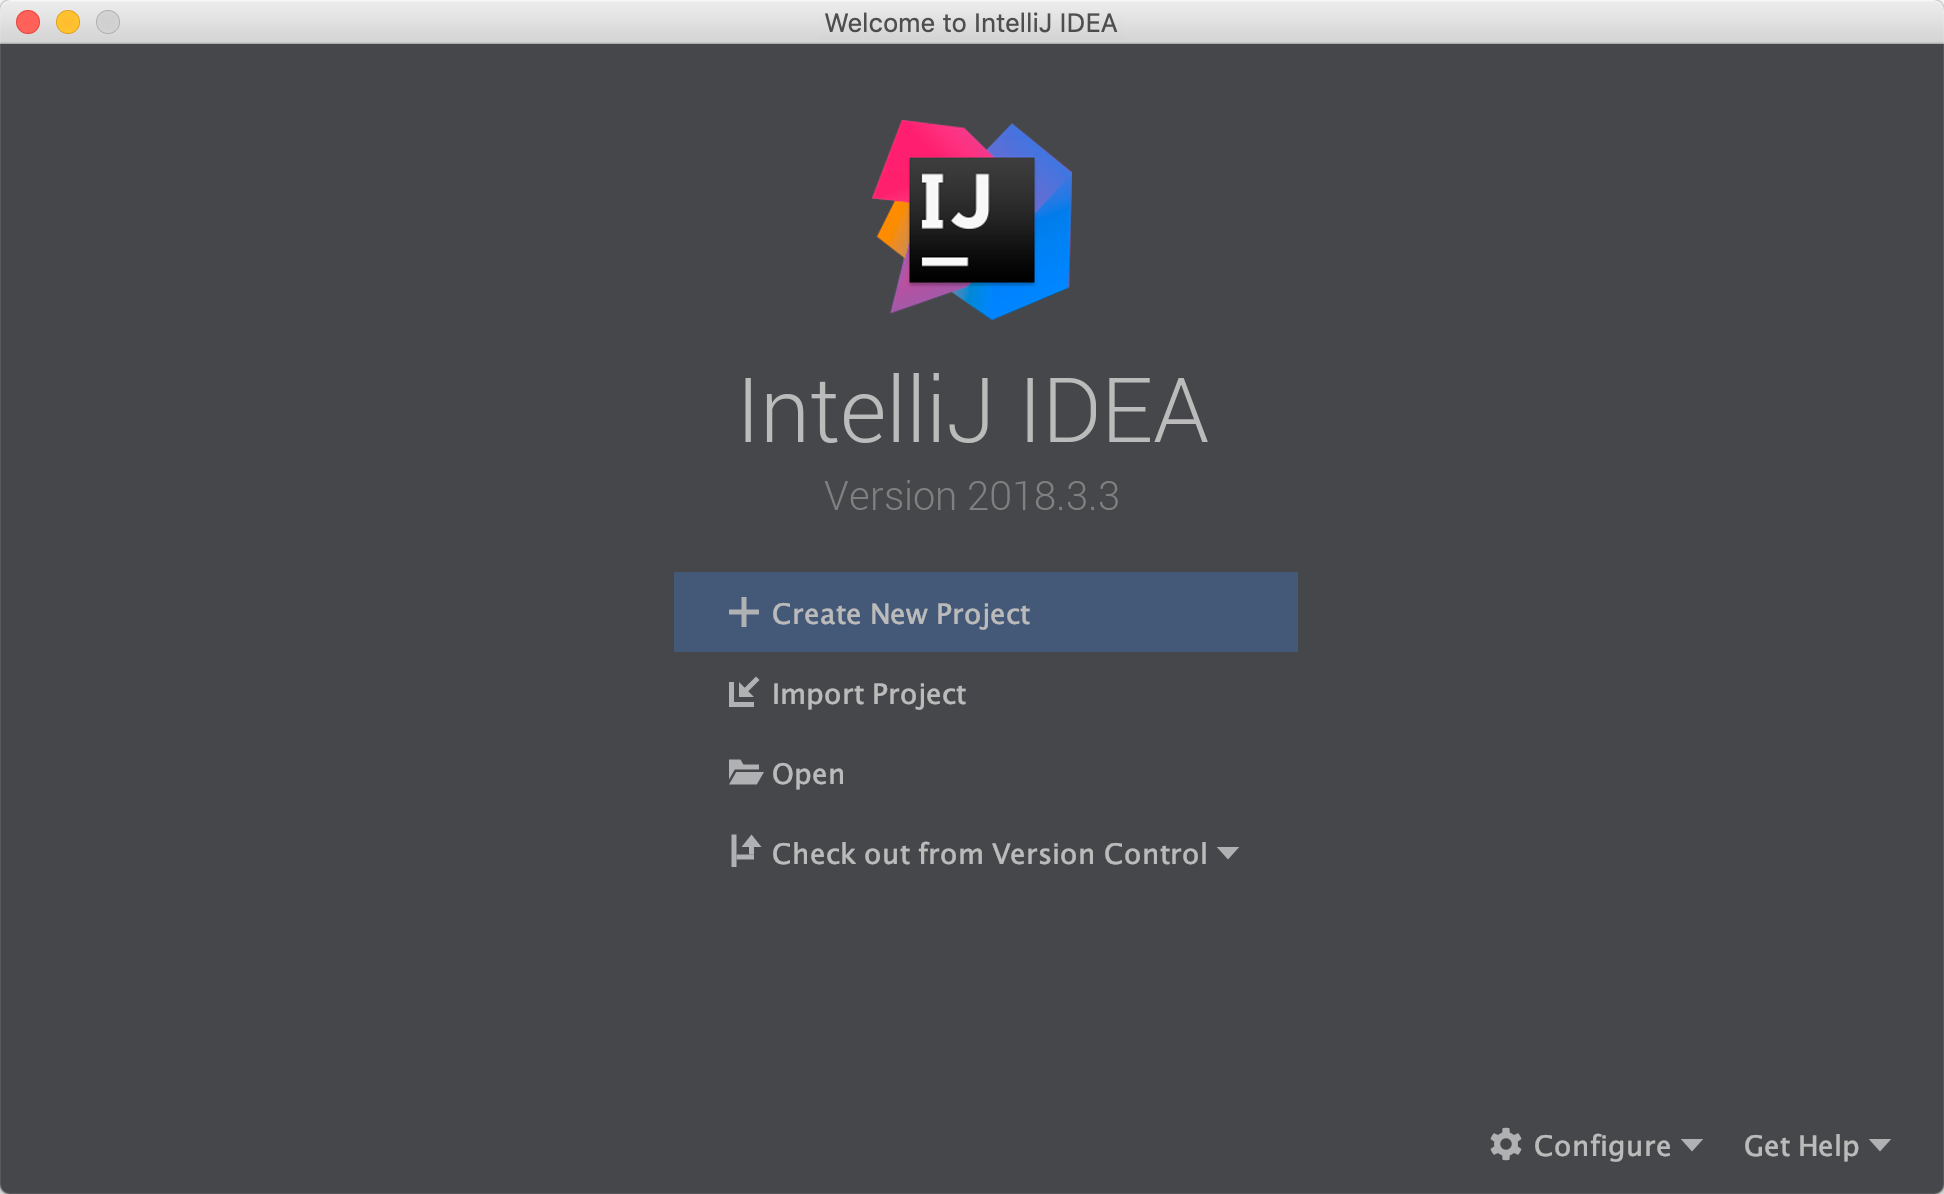 Welcome to IntelliJ IDEA
IJ
IntelliJ IDEA
Version 2018.3.3
Create New Project
Import Project
Open
Check out from Version Control
Configure
Get Help